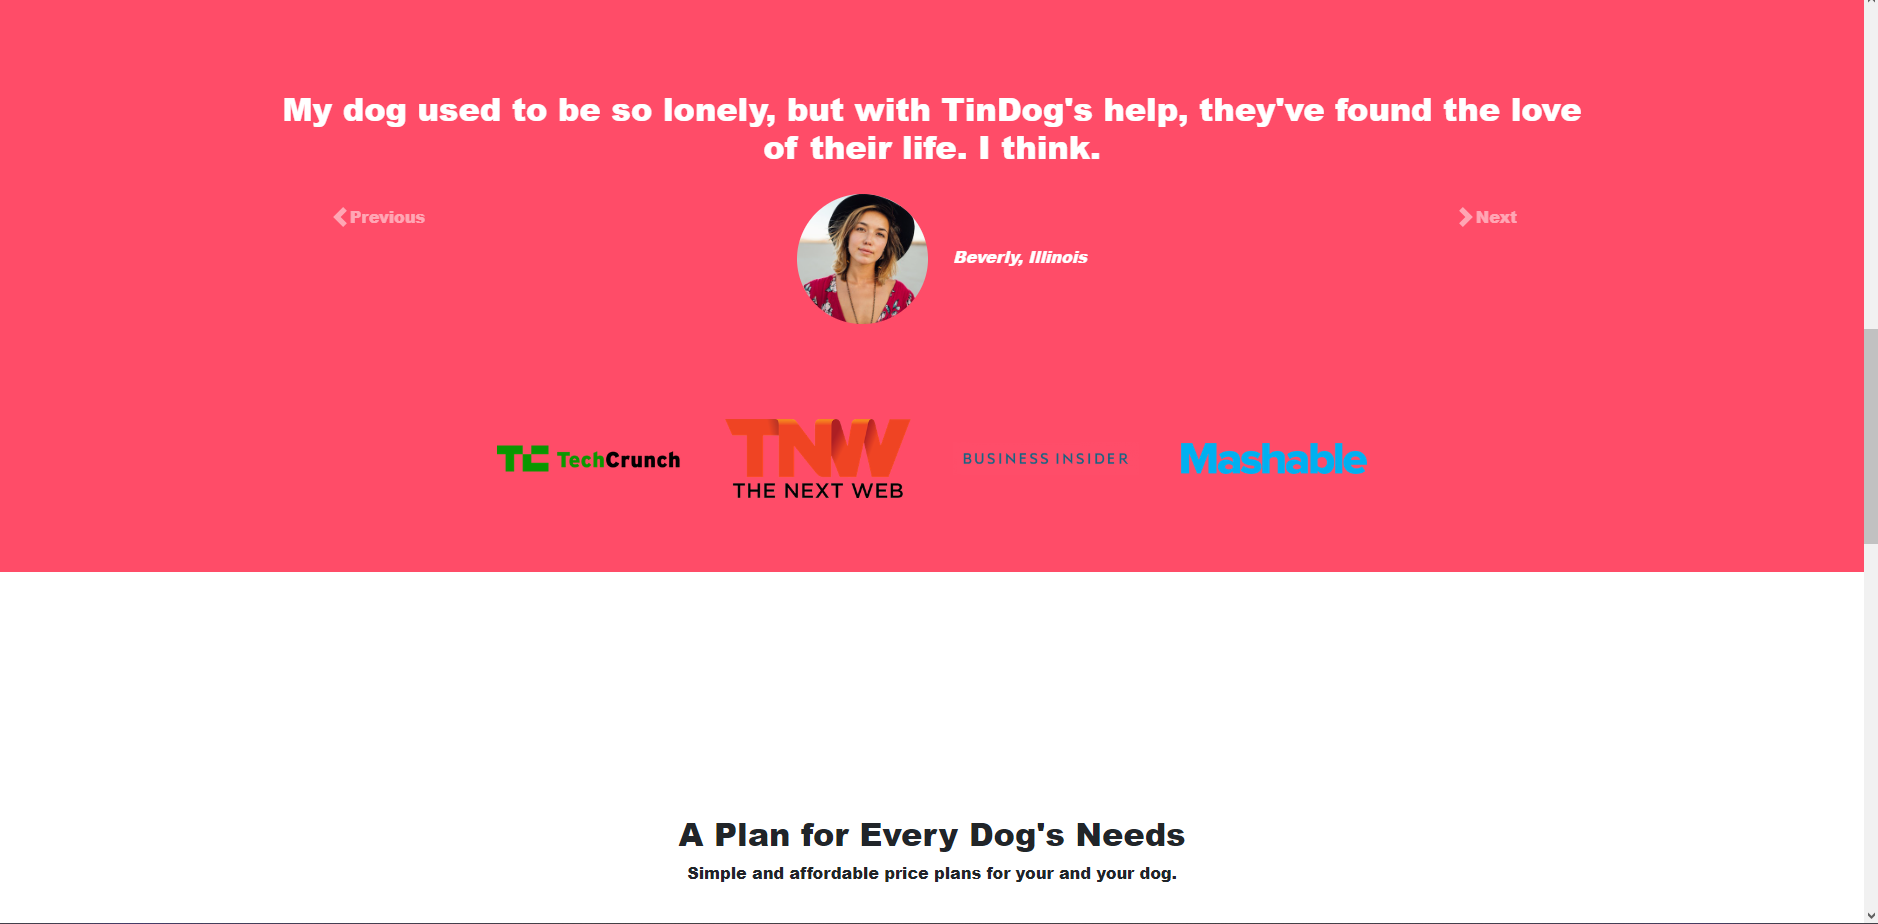 My dog used to be so lonely, but with TinDog's help, they've found the love
of their life. I think.
Previous
Next
Beverly, Illinois
TC TechCrunch
TNW
THE NEXT WEB
BUSINESS INSIDER
Mashable
A Plan for Every Dog's Needs
Simple and affordable price plans for your and your dog.